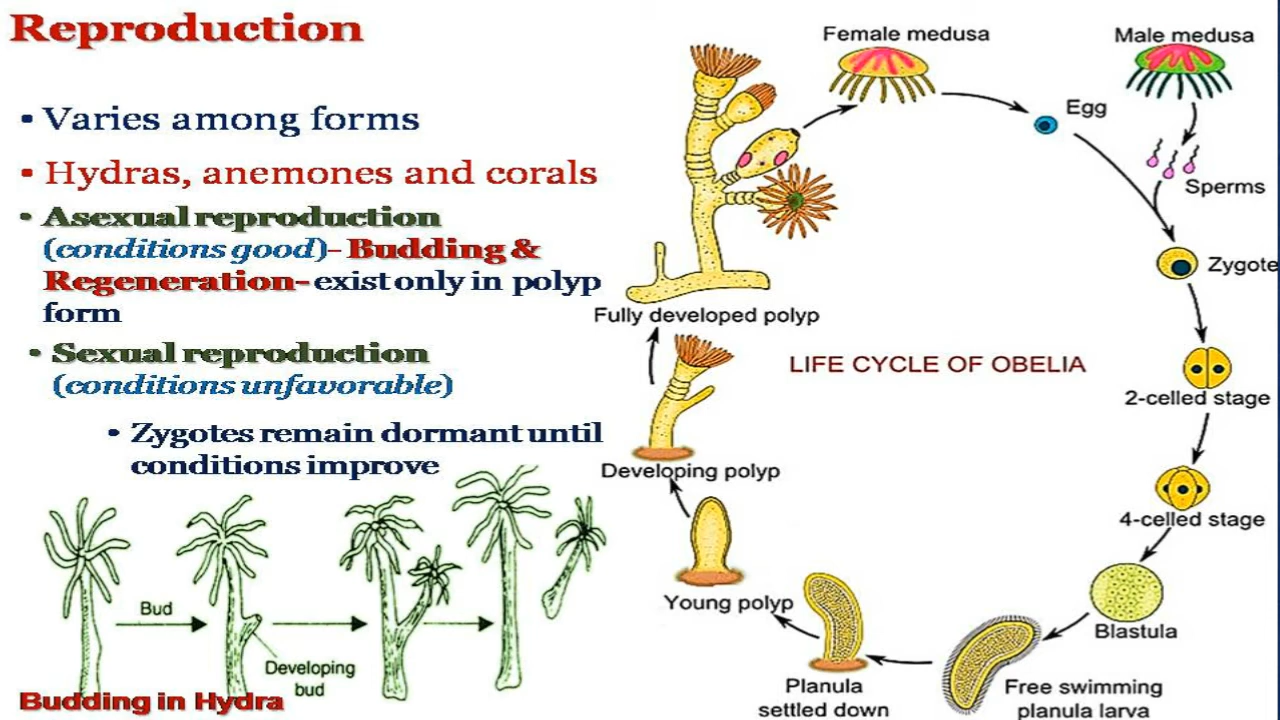 Reproduction
• Varies among forms
• Hydras, anemones and corals
• Asexual reproduction
(conditions good)- Budding &
Regeneration- exist only in polyp
form
• Sexual reproduction
(conditions unfavorable)
• Zygotes remain dormant until
conditions improve
Bud
Developing
bud
Budding in Hydra
Female medusa
Male medusa
Egg
Sperms
Zygote
Fully developed polyp
LIFE CYCLE OF OBELIA
2-celled stage
Developing polyp
4-celled stage
Young polyp
Blastula
Planula
settled down
Free swimming
planula larva